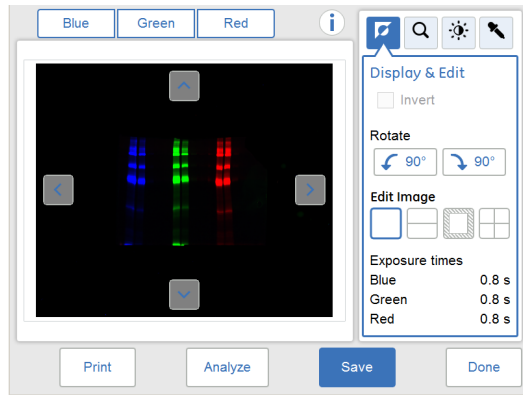 Blue Green Red i
Display & Edit
Invert
Rotate
90° 90°
Edit Image
Exposure times
Blue 0.8 s
Green 0.8 s
Red 0.8 s
Print Analyze Save Done